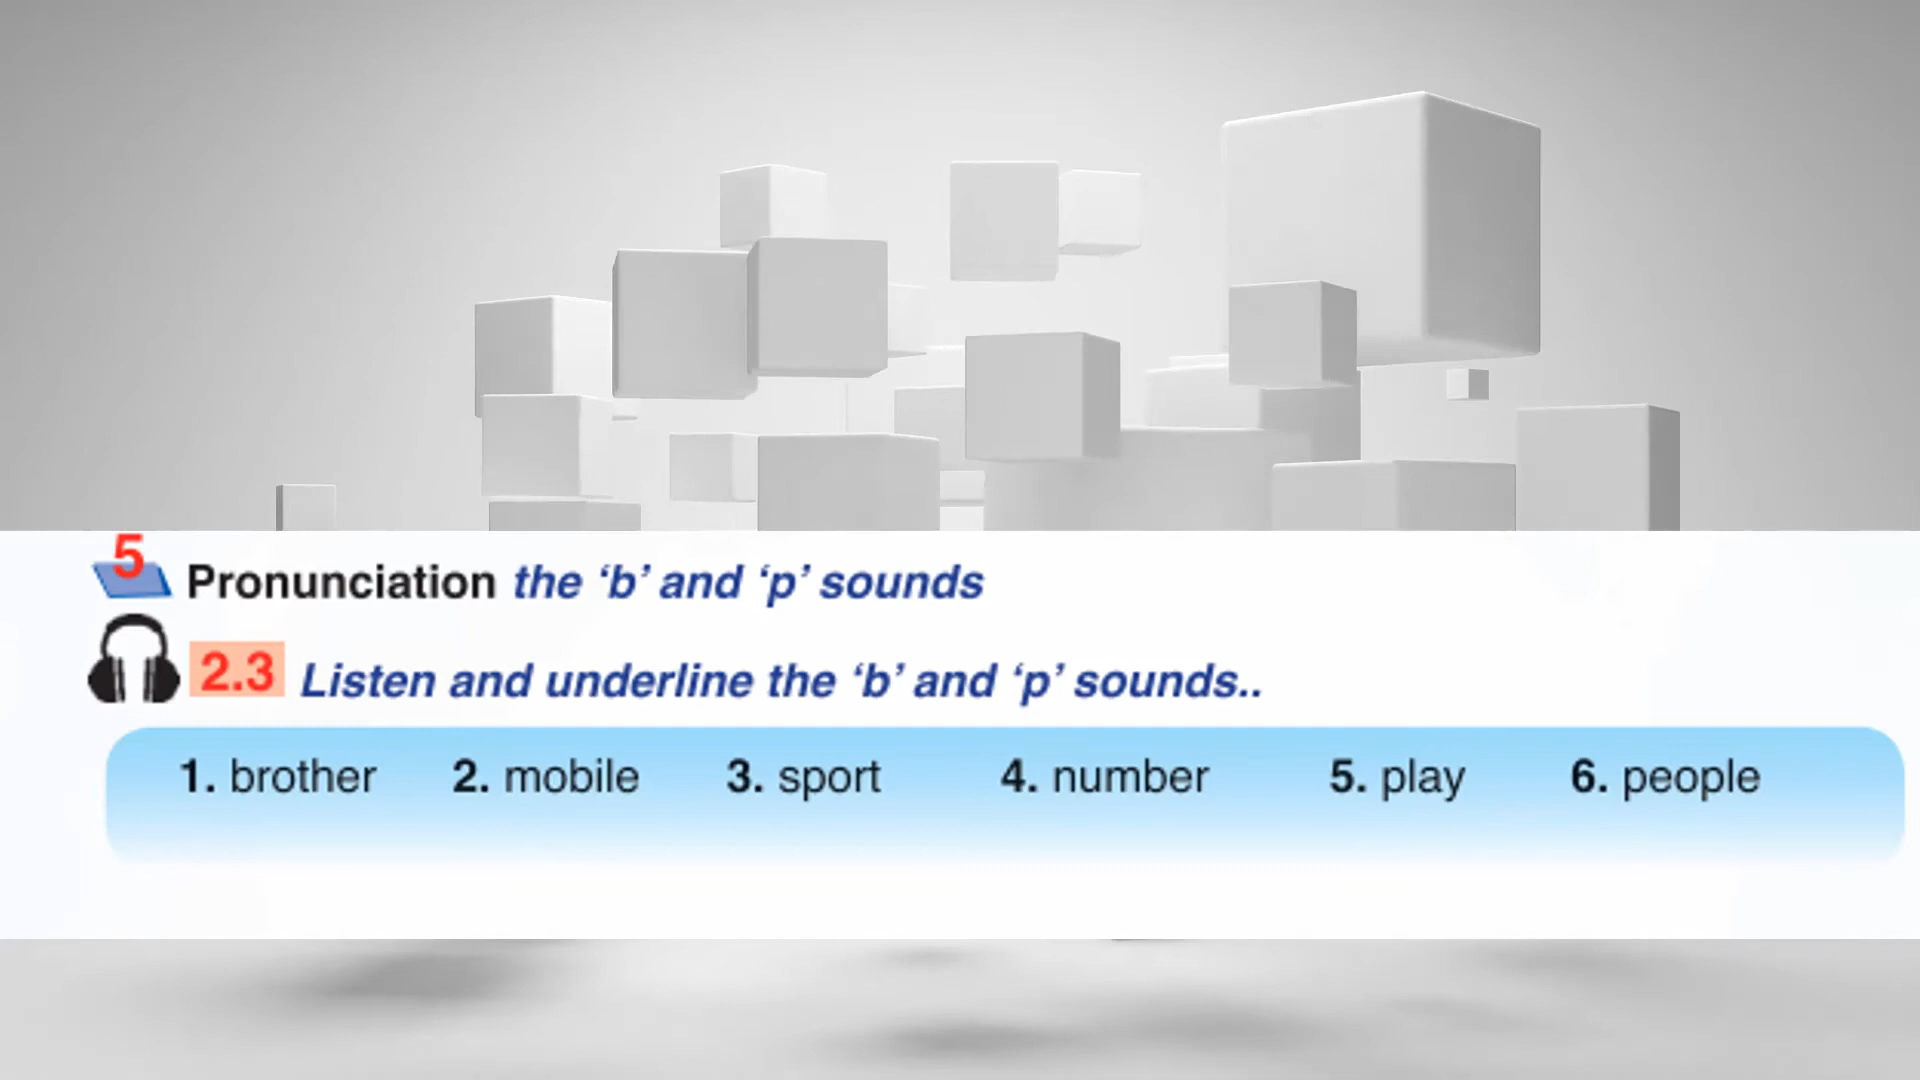 5 Pronunciation the ‘b’ and ‘p’ sounds
2.3 Listen and underline the ‘b’ and ‘p’ sounds..
1. brother 2. mobile 3. sport 4. number 5. play 6. people